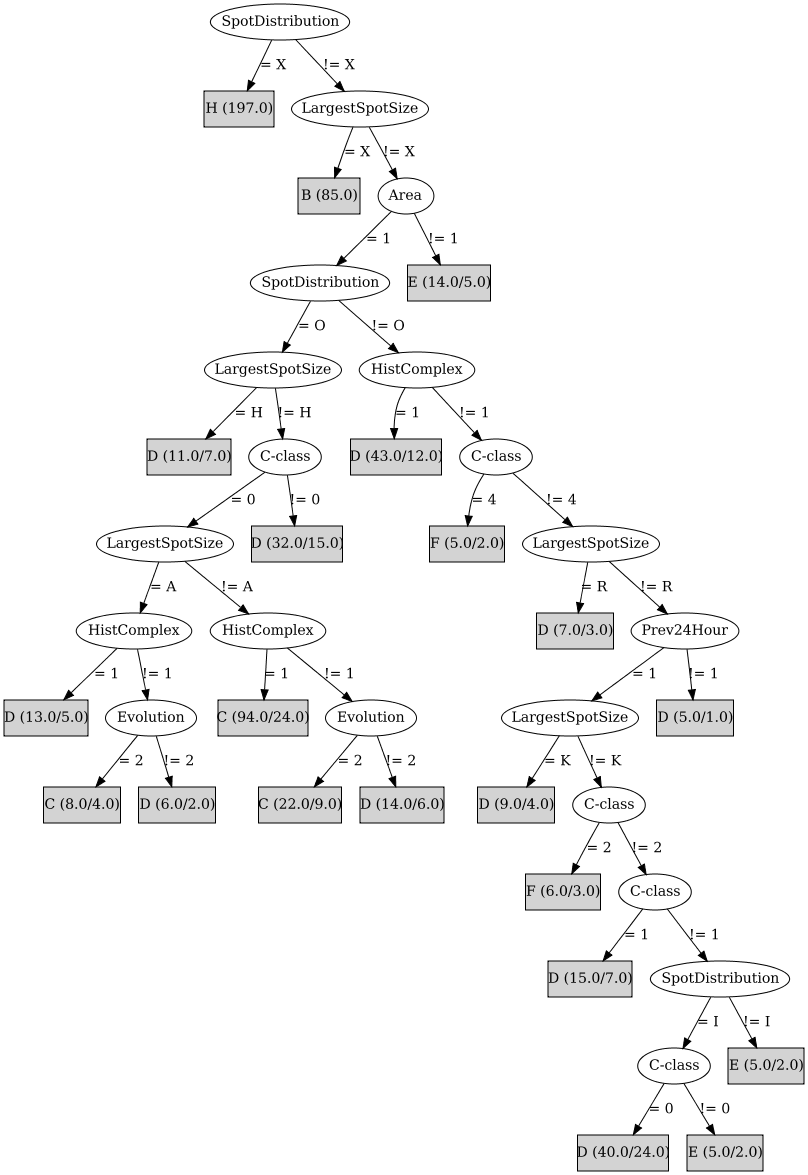 SpotDistribution
= X
!= X
H (197.0)
LargestSpotSize
= X
!= X
B (85.0)
Area
= 1
!= 1
SpotDistribution
E (14.0/5.0)
= O
!= O
LargestSpotSize
HistComplex
= H
!= H
= 1
!= 1
D (11.0/7.0)
C-class
D (43.0/12.0)
C-class
= 0
!= 0
= 4
!= 4
LargestSpotSize
D (32.0/15.0)
F (5.0/2.0)
LargestSpotSize
= A
!= A
= R
!= R
HistComplex
HistComplex
D (7.0/3.0)
Prev24Hour
= 1
!= 1
= 1
!= 1
= 1
!= 1
D (13.0/5.0)
Evolution
C (94.0/24.0)
Evolution
LargestSpotSize
D (5.0/1.0)
= 2
!= 2
= 2
!= 2
= K
!= K
C (8.0/4.0)
D (6.0/2.0)
C (22.0/9.0)
D (14.0/6.0)
D (9.0/4.0)
C-class
= 2
!= 2
F (6.0/3.0)
C-class
= 1
!= 1
D (15.0/7.0)
SpotDistribution
= I
!= I
C-class
E (5.0/2.0)
= 0
!= 0
D (40.0/24.0)
E (5.0/2.0)